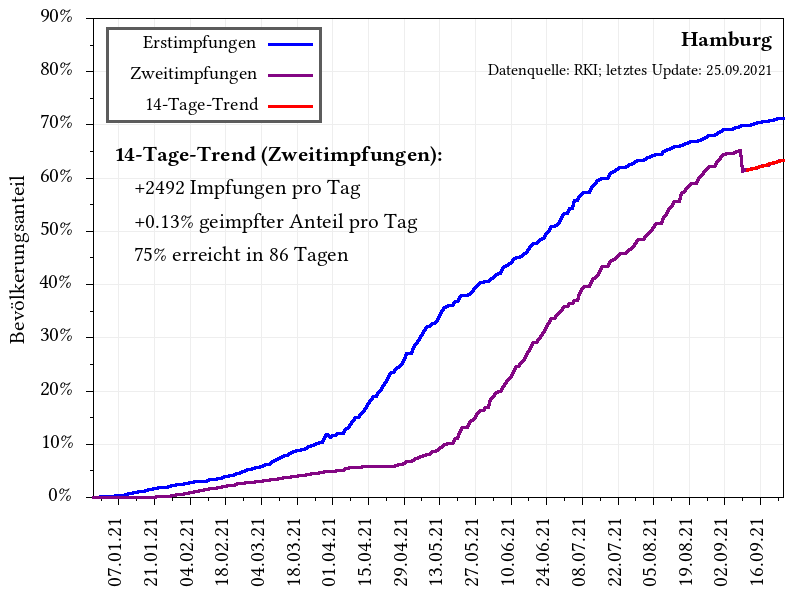 Hamburg
Datenquelle: RKI; letztes Update: 25.09.2021
Erstimpfungen
Zweitimpfungen
14-Tage-Trend
14-Tage-Trend (Zweitimpfungen):
+2492 Impfungen pro Tag
+0.13% geimpfter Anteil pro Tag
75% erreicht in 86 Tagen
Bevölkerungsanteil
90%
80%
70%
60%
50%
40%
30%
20%
10%
0%
07.01.21
21.01.21
04.02.21
18.02.21
04.03.21
18.03.21
01.04.21
15.04.21
29.04.21
13.05.21
27.05.21
10.06.21
24.06.21
08.07.21
22.07.21
05.08.21
19.08.21
02.09.21
16.09.21